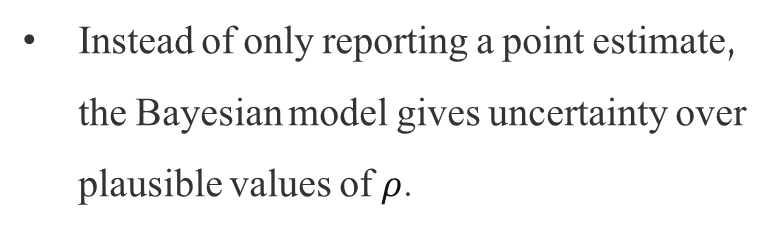 • Instead of only reporting a point estimate,
the Bayesian model gives uncertainty over
plausible values of ρ.